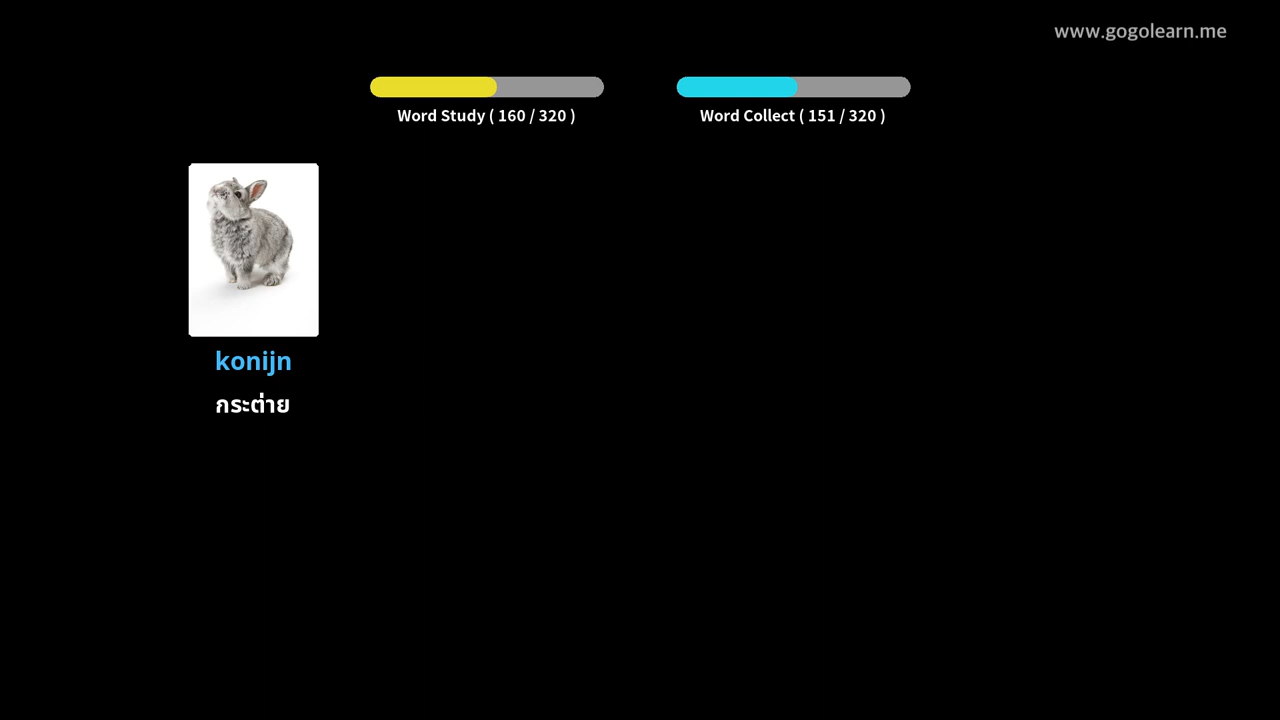 www.gogolearn.me
Word Study ( 160 / 320 )
Word Collect ( 151 / 320 )
konijn
กระต่าย